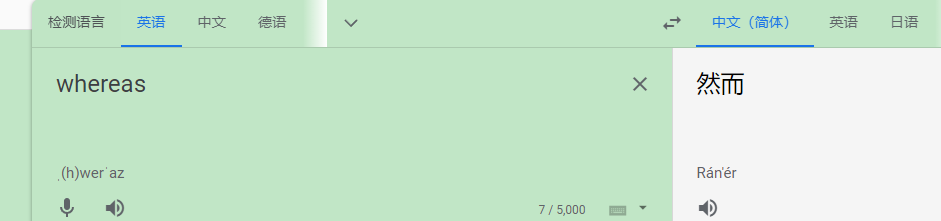 检测语言 英语 中文 德语 中文（简体） 英语 日语
whereas 然而
ˌ(h)werˈaz Rán'ér
7 / 5,000